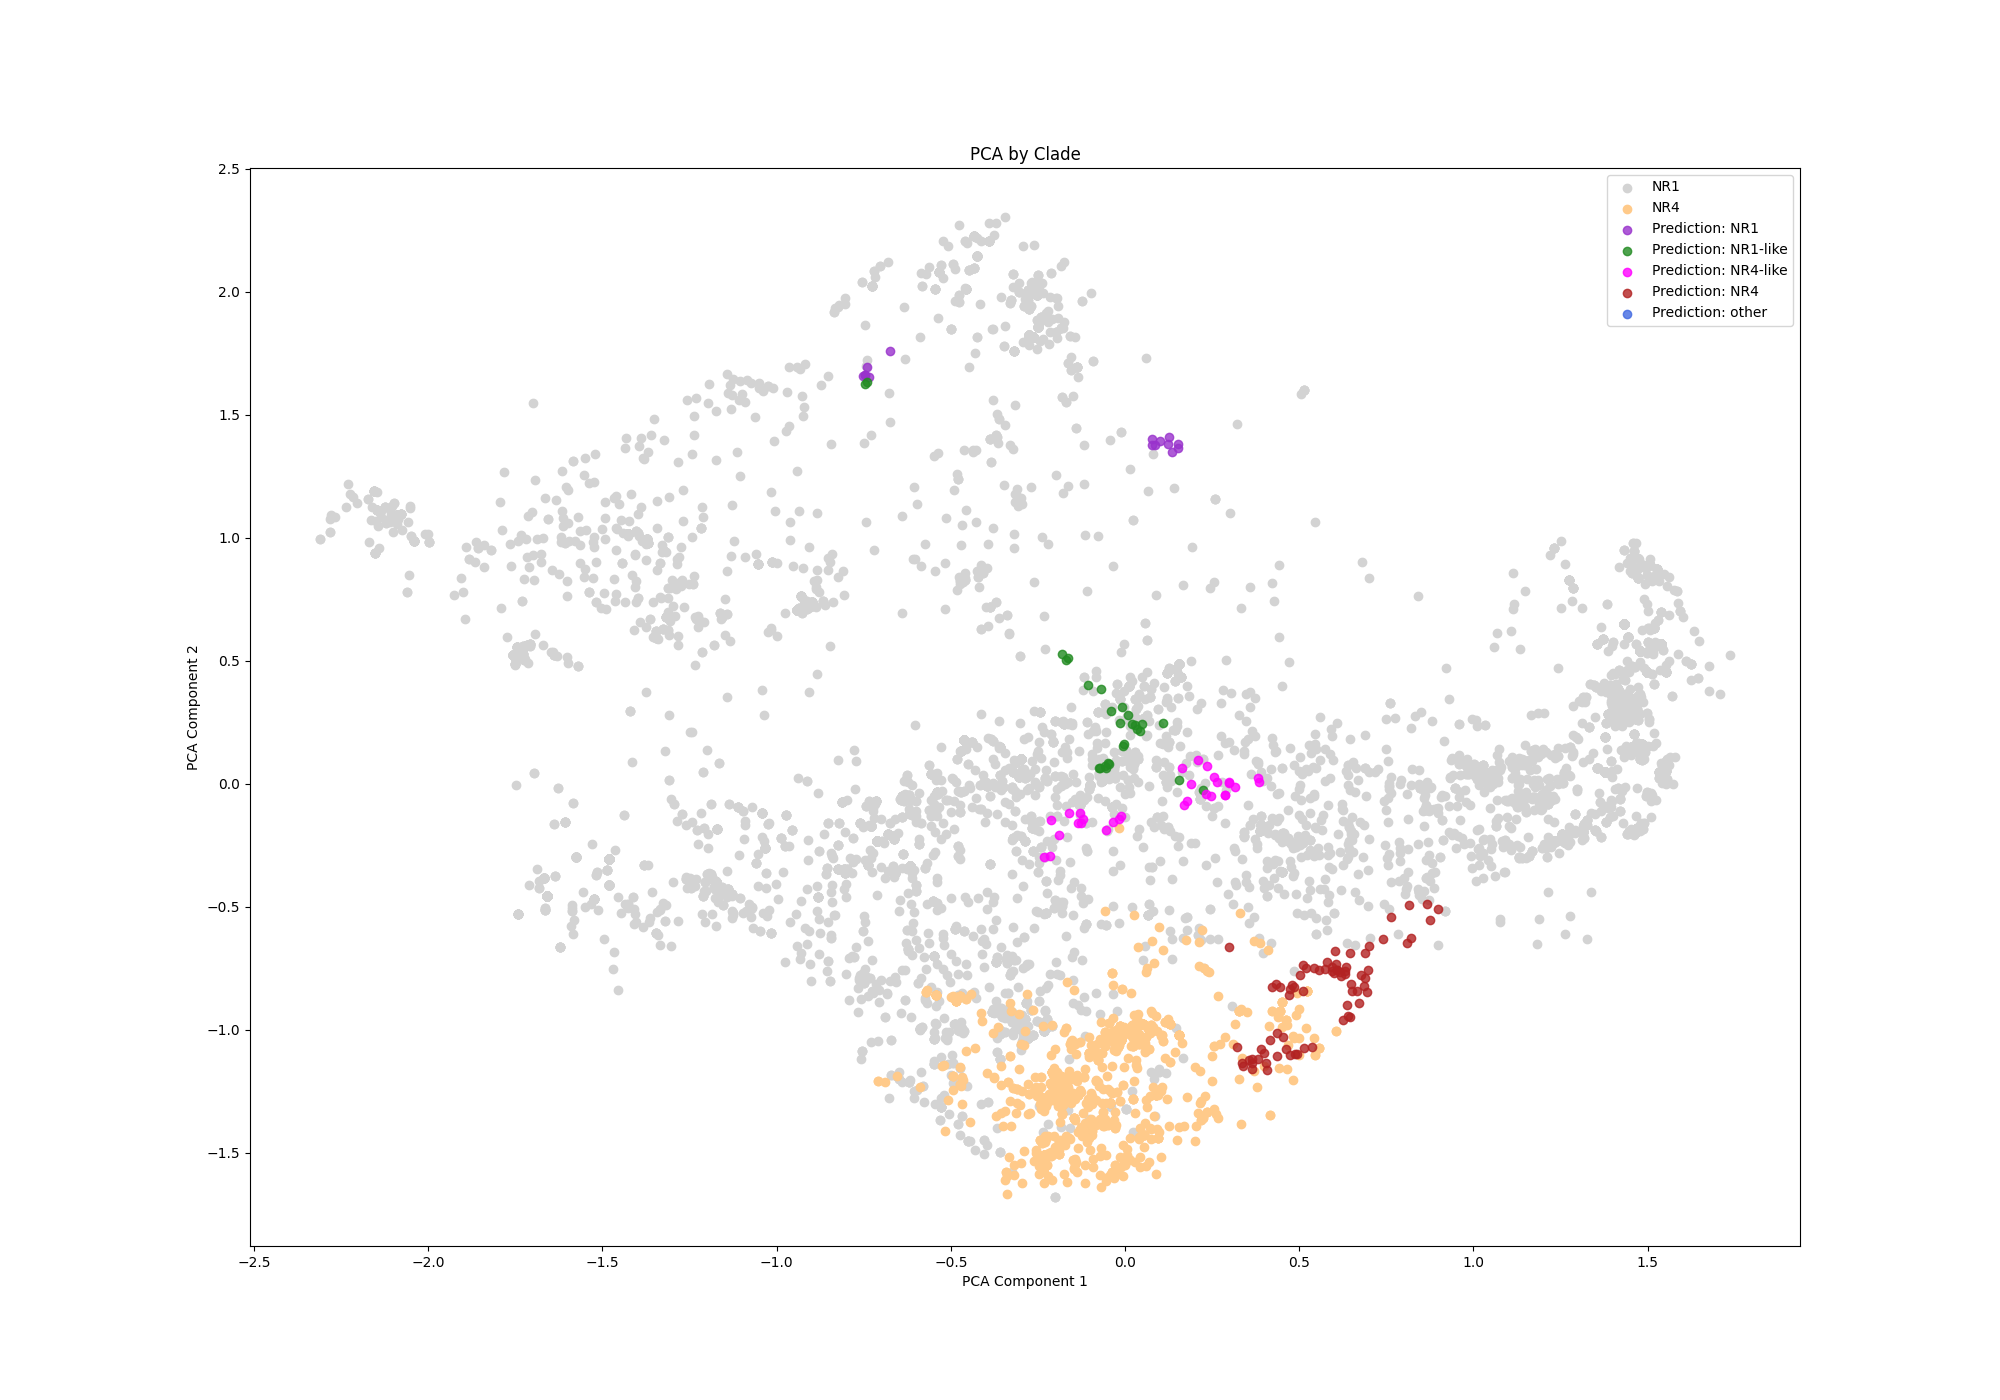 PCA by Clade
NR1
NR4
Prediction: NR1
Prediction: NR1-like
Prediction: NR4-like
Prediction: NR4
Prediction: other
PCA Component 2
2.5
2.0
1.5
1.0
0.5
0.0
−0.5
−1.0
−1.5
−2.5
−2.0
−1.5
−1.0
−0.5
0.0
0.5
1.0
1.5
PCA Component 1